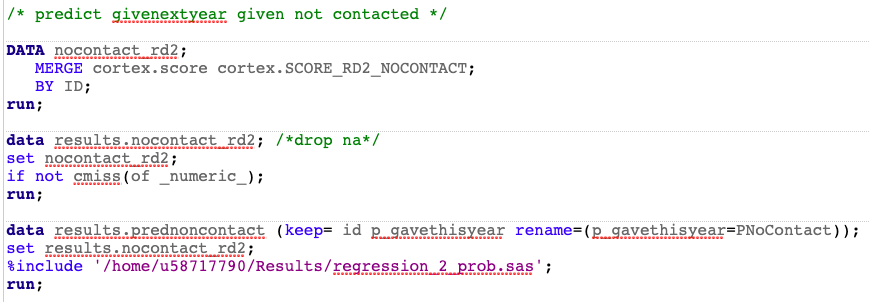 /* predict givenextyear given not contacted */
DATA nocontact_rd2;
MERGE cortex.score cortex.SCORE_RD2_NOCONTACT;
BY ID;
run;
data results.nocontact_rd2; /*drop na*/
set nocontact_rd2;
if not cmiss(of _numeric_);
run;
data results.prednoncontact (keep= id p_gavethisyear rename=(p_gavethisyear=PNoContact));
set results.nocontact_rd2;
%include '/home/u58717790/Results/regression_2_prob.sas';
run;